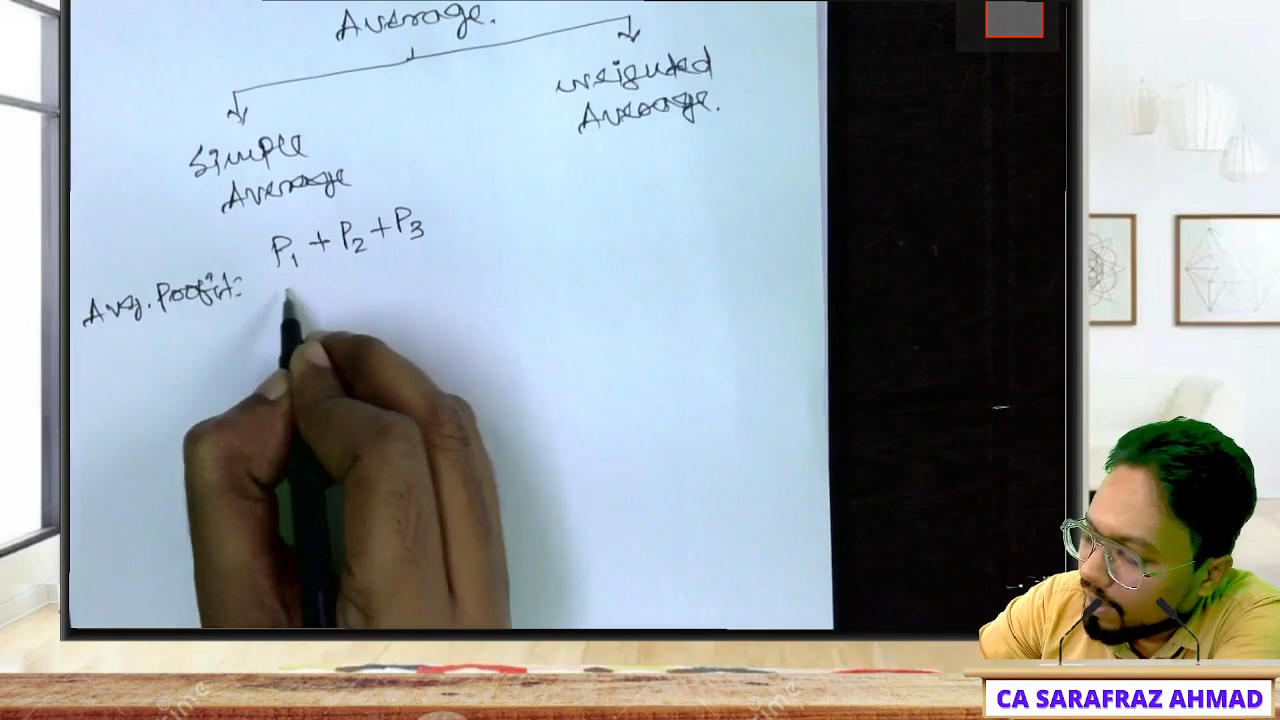 Average.
Simple
Average
weighted
Average.
P1 + P2 + P3
Avg. Profit:
CA SARAFRAZ AHMAD